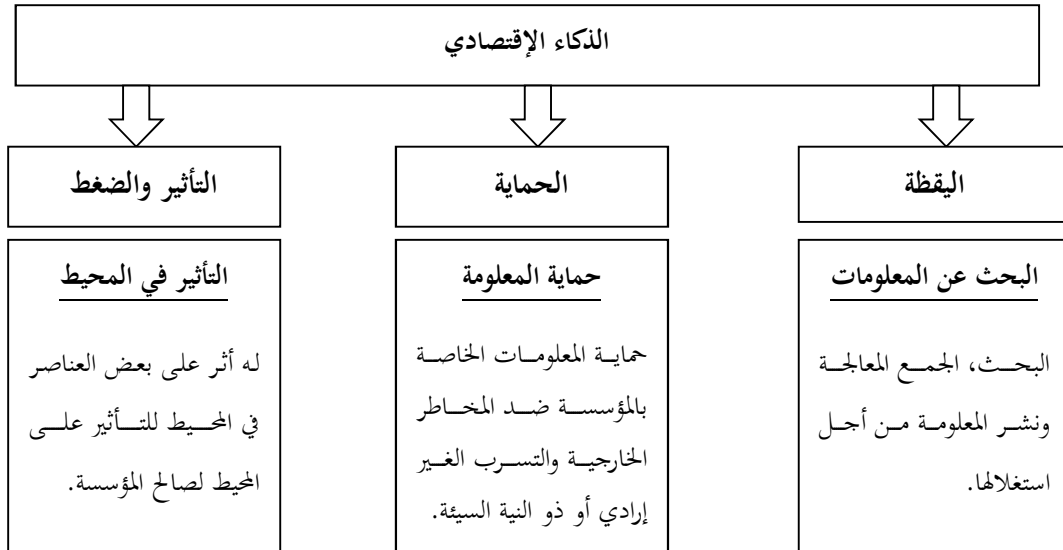 الذكاء الإقتصادي
اليقظة
الحماية
التأثير والضغط
البحث عن المعلومات
البحث، الجمع المعالجة
ونشر المعلومة من أجل
استغلالها.
حماية المعلومة
حماية المعلومات الخاصة
بالمؤسسة ضد المخاطر
الخارجية والتسرب الغير
إرادي أو ذو النية السيئة.
التأثير في المحيط
له أثر على بعض العناصر
في المحيط للتأثير على
المحيط لصالح المؤسسة.